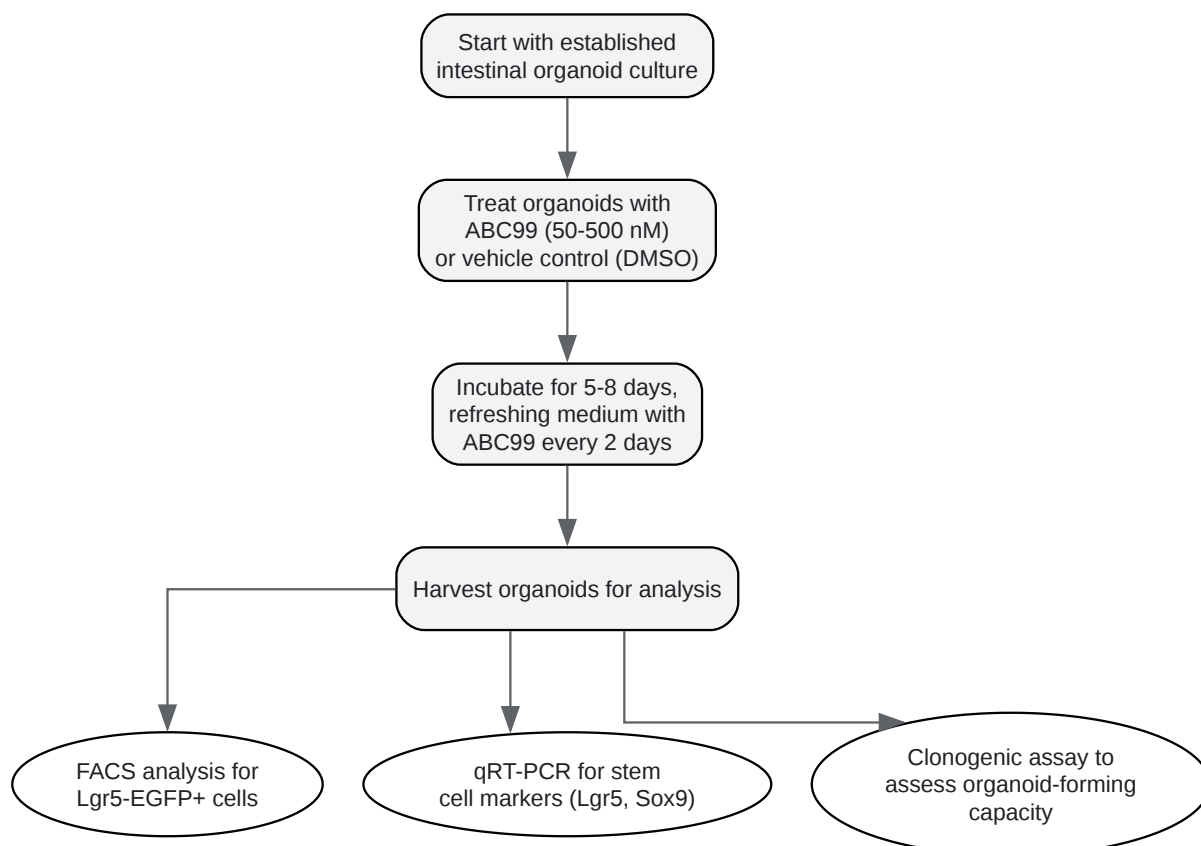 Start with established
intestinal organoid culture
Treat organoids with
ABC99 (50-500 nM)
or vehicle control (DMSO)
Incubate for 5-8 days,
refreshing medium with
ABC99 every 2 days
Harvest organoids for analysis
FACS analysis for
Lgr5-EGFP+ cells
qRT-PCR for stem
cell markers (Lgr5, Sox9)
Clonogenic assay to
assess organoid-forming
capacity